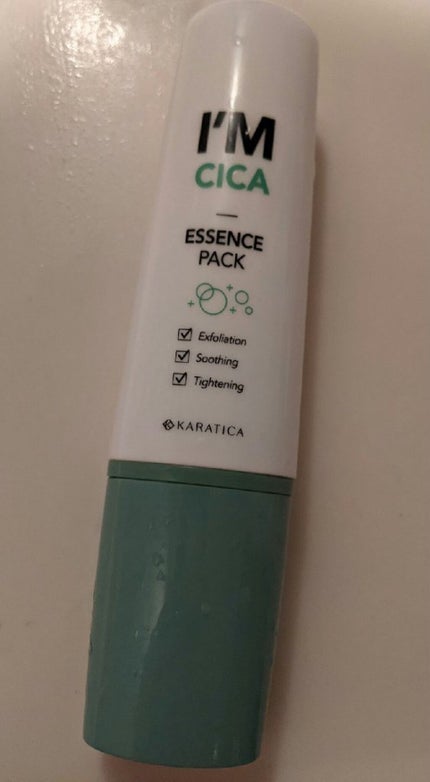 I'M
CICA
ESSENCE
PACK
Exfoliation
Soothing
Tightening
KARATICA